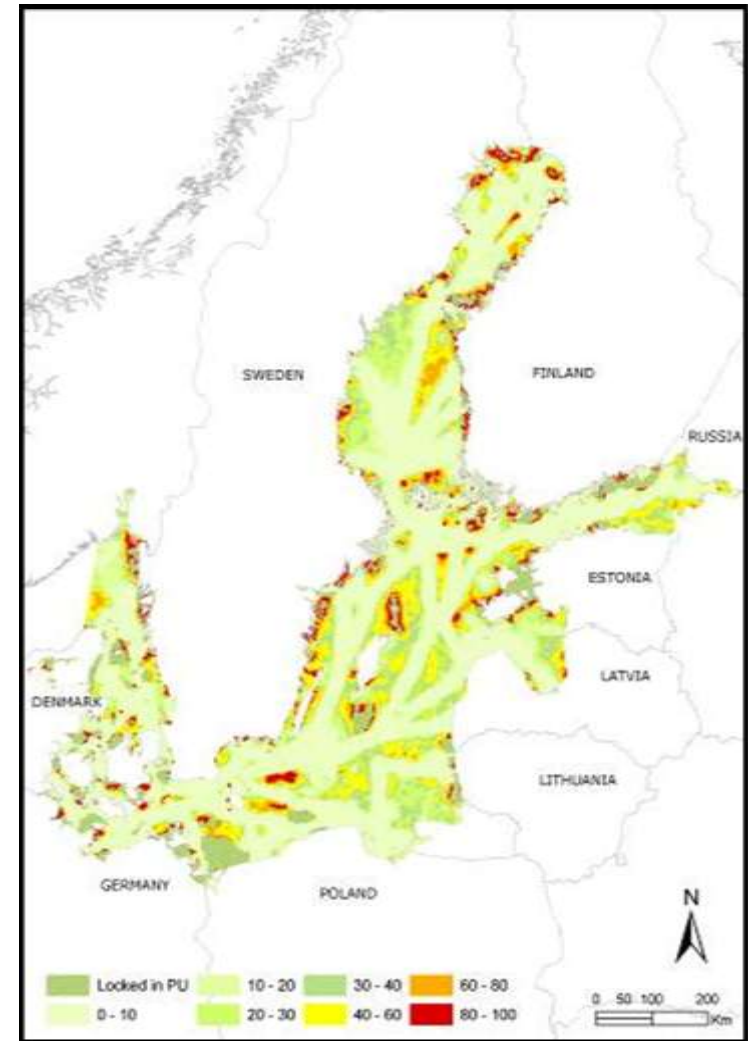 SWEDEN
FINLAND
RUSSIA
ESTONIA
LATVIA
DENMARK
LITHUANIA
GERMANY
POLAND
N
Locked in PU 10 - 20 30 - 40 60 - 80
0 - 10 20 - 30 40 - 60 80 - 100
0 50 100 200
Km